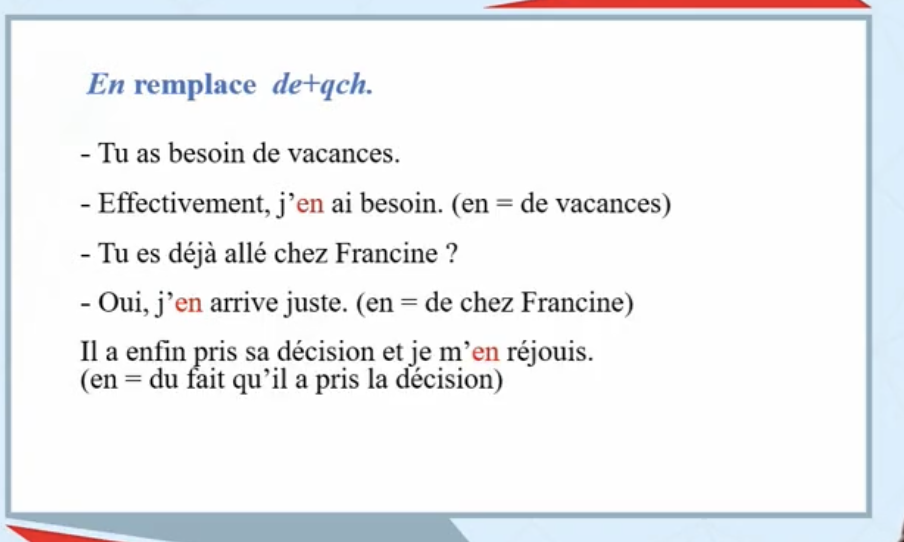 En remplace de+qch.
- Tu as besoin de vacances.
- Effectivement, j’en ai besoin. (en = de vacances)
- Tu es déjà allé chez Francine ?
- Oui, j’en arrive juste. (en = de chez Francine)
Il a enfin pris sa décision et je m’en réjouis.
(en = du fait qu’il a pris la décision)